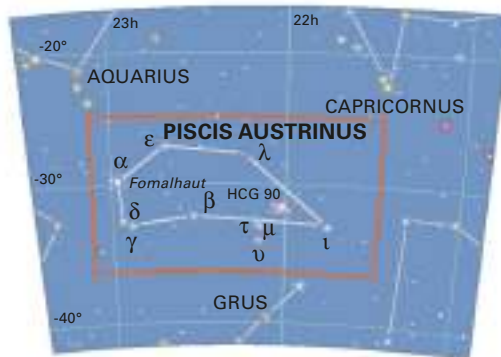 23h
22h
-20°
AQUARIUS
CAPRICORNUS
PISCIS AUSTRINUS
ε
λ
α
-30°
Fomalhaut
HCG 90
β
δ
γ
τ
μ
υ
ι
GRUS
-40°